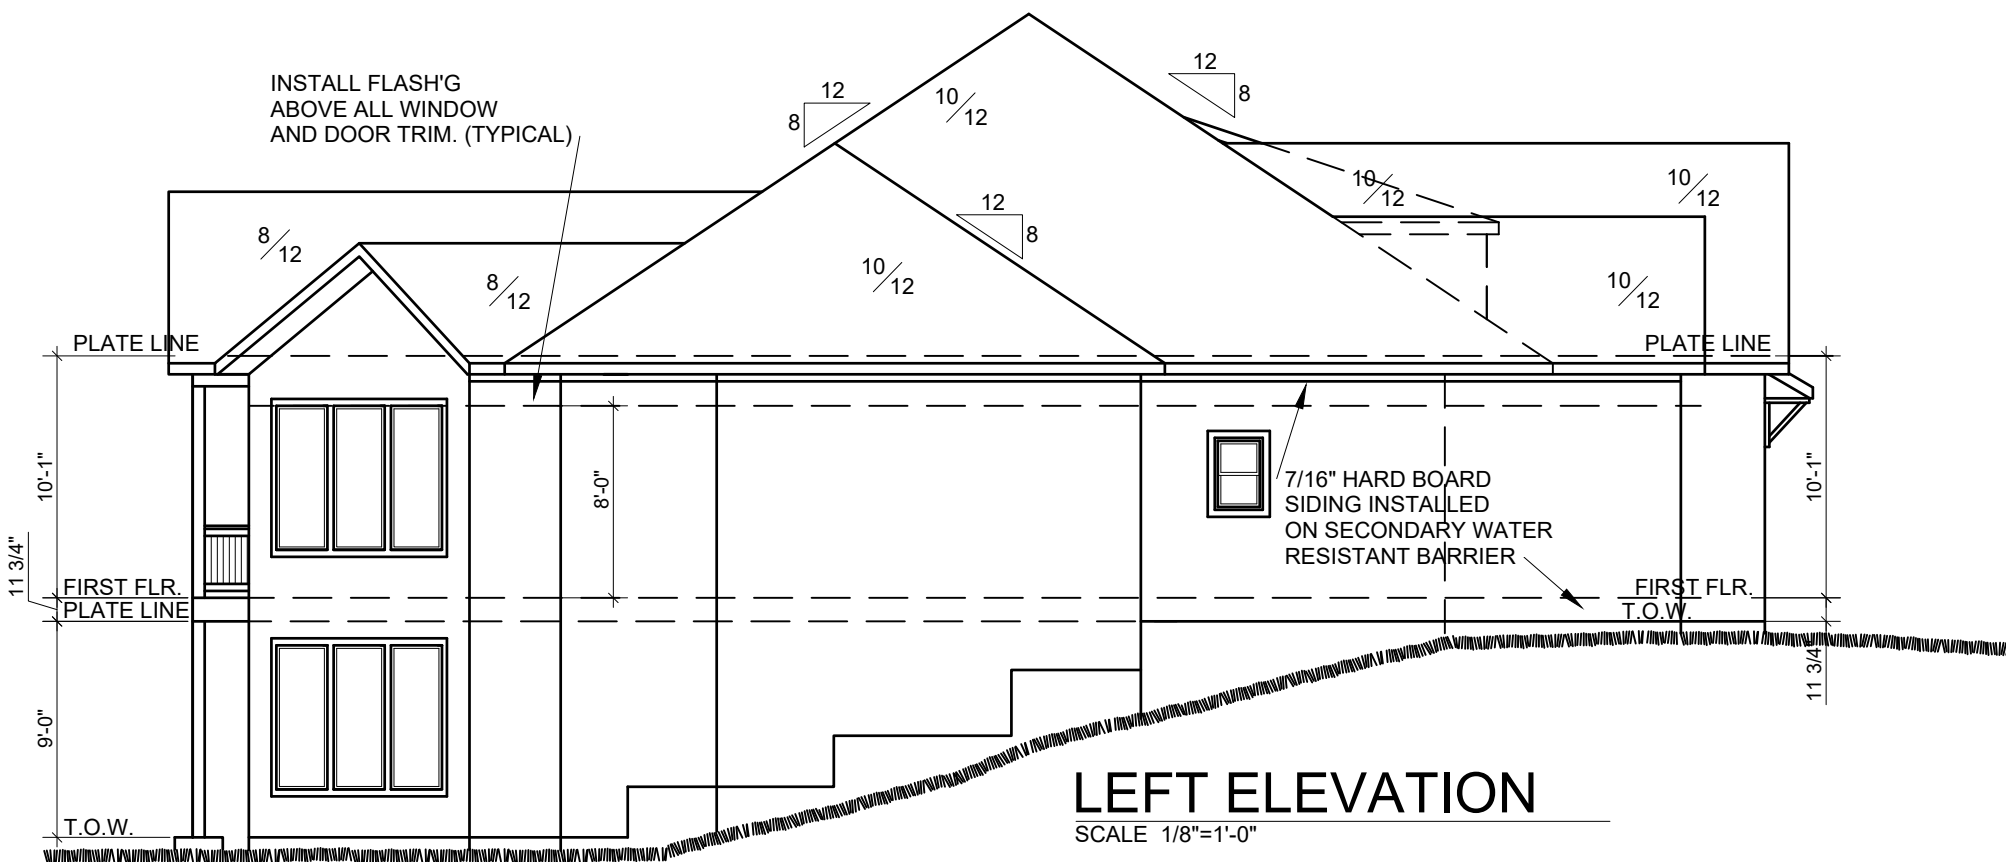 INSTALL FLASH'G
ABOVE ALL WINDOW
AND DOOR TRIM. (TYPICAL)
12
8
10/12
12
8
10/12
10/12
8/12
12
8
8/12
10/12
10/12
PLATE LINE
PLATE LINE
10'-1"
8'-0"
10'-1"
7/16" HARD BOARD
SIDING INSTALLED
ON SECONDARY WATER
RESISTANT BARRIER
11 3/4"
FIRST FLR.
PLATE LINE
FIRST FLR.
T.O.W.
11 3/4"
9'-0"
T.O.W.
LEFT ELEVATION
SCALE 1/8"=1'-0"